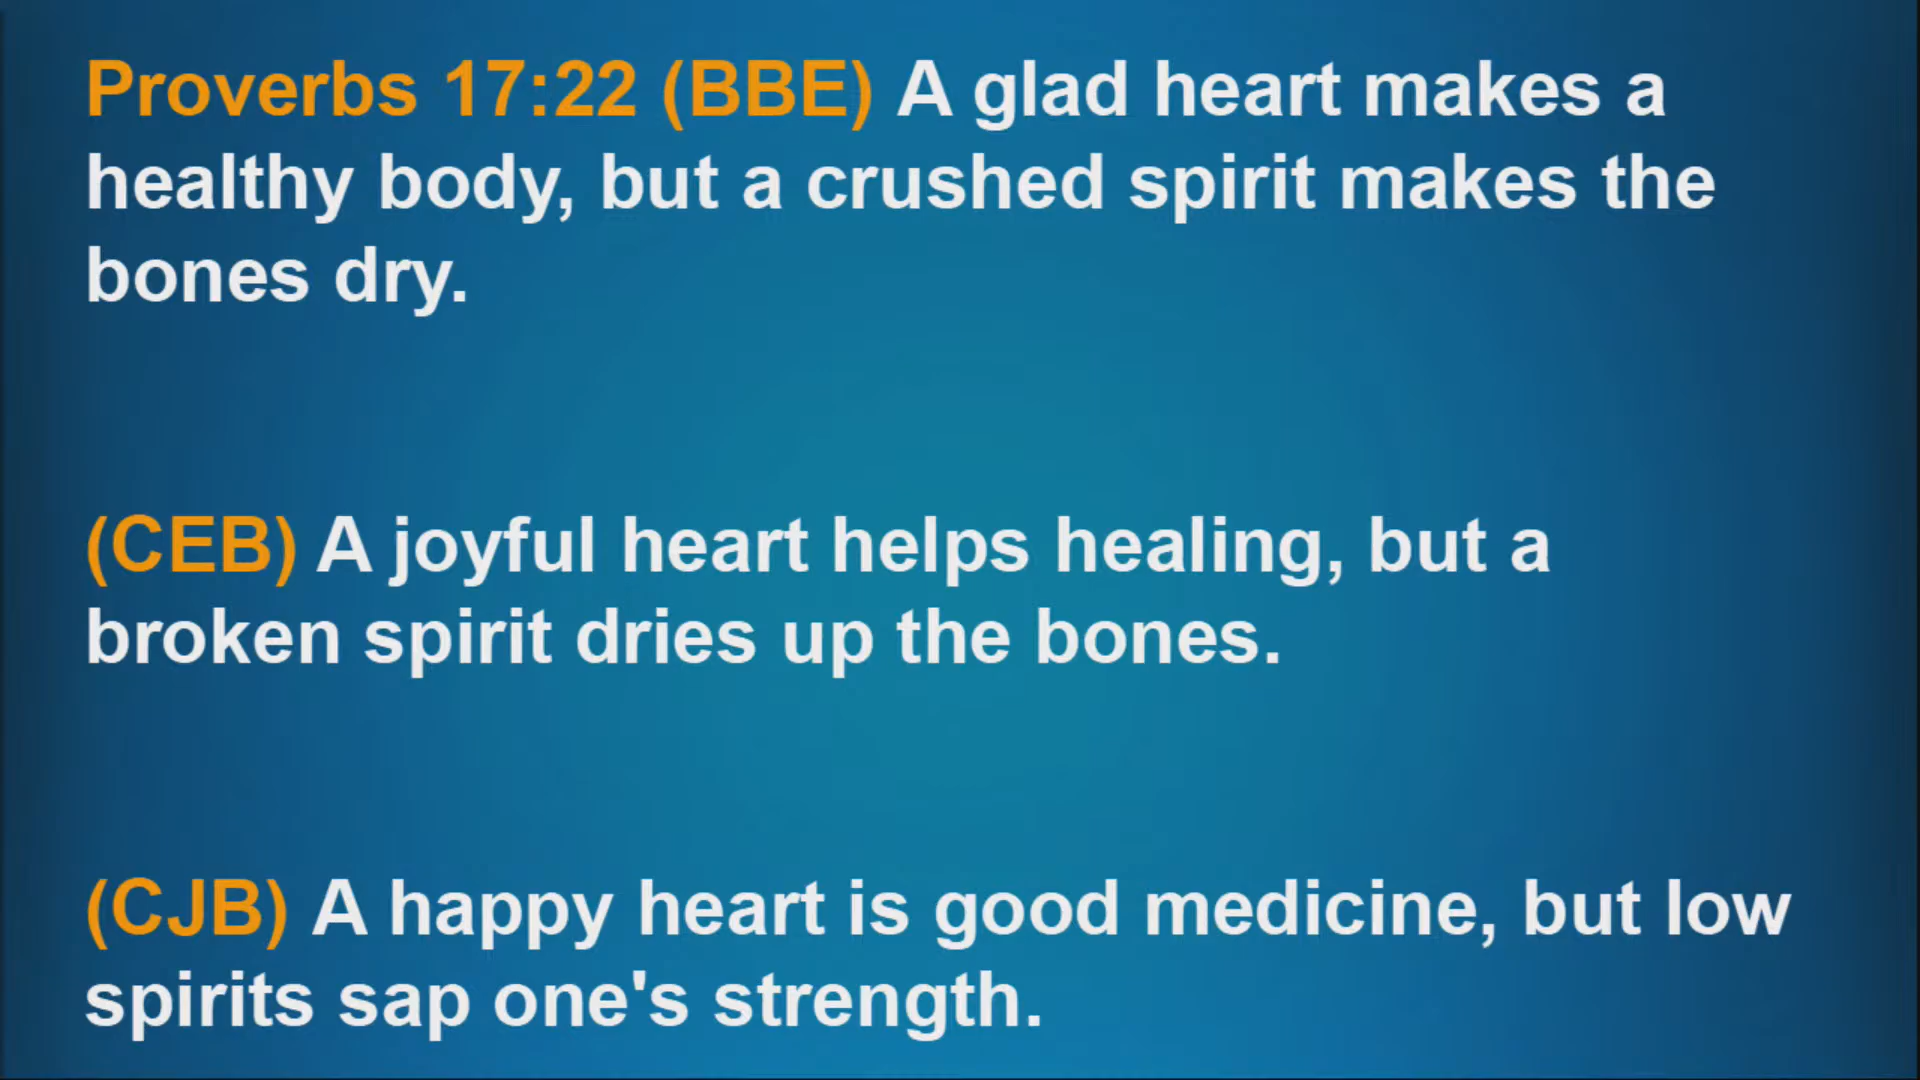 Proverbs 17:22 (BBE) A glad heart makes a
healthy body, but a crushed spirit makes the
bones dry.
(CEB) A joyful heart helps healing, but a
broken spirit dries up the bones.
(CJB) A happy heart is good medicine, but low
spirits sap one's strength.